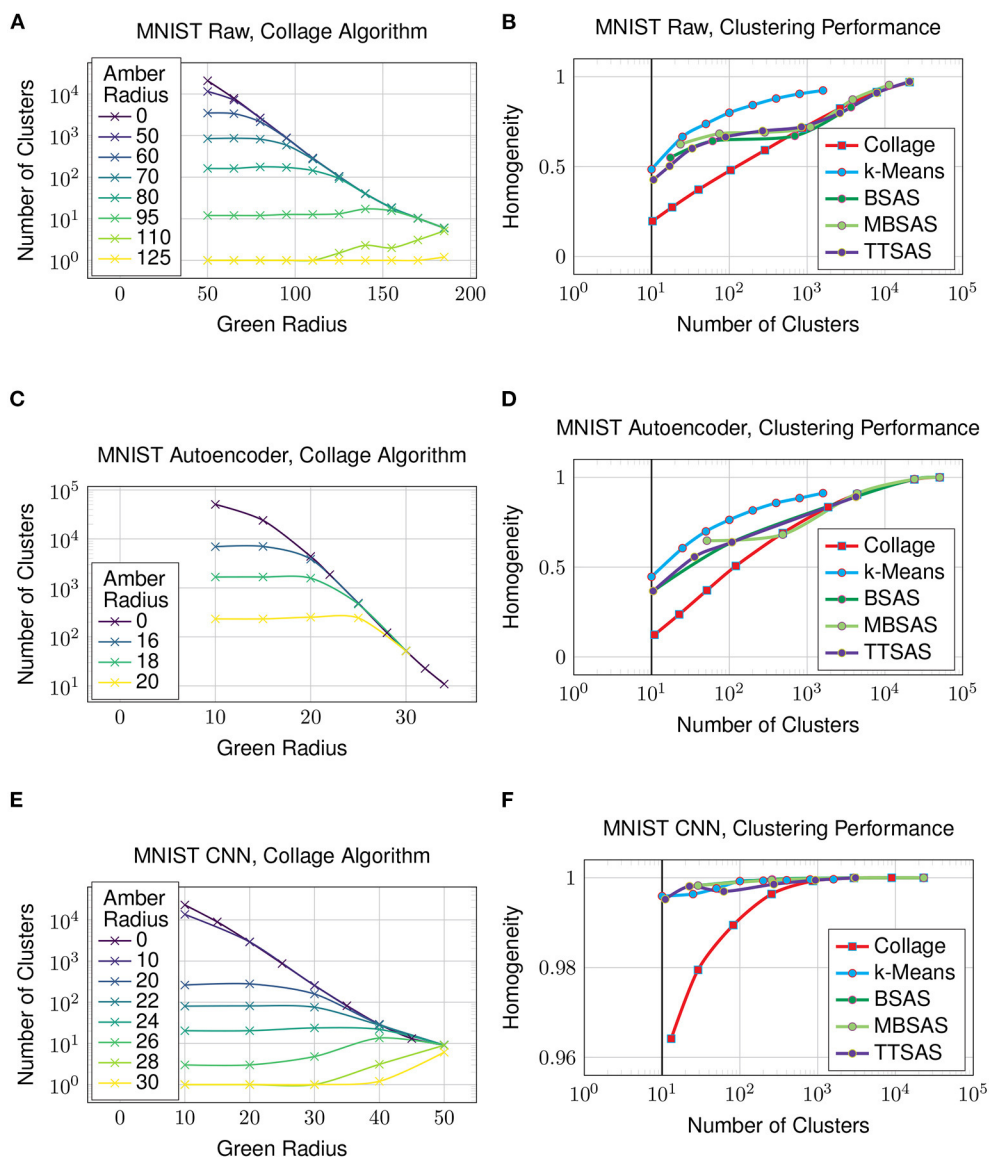 A
MNIST Raw, Collage Algorithm
Number of Clusters
Amber
Radius
0
50
60
70
80
95
110
125
10^4
10^3
10^2
10^1
10^0
0 50 100 150 200
Green Radius
B
MNIST Raw, Clustering Performance
Homogeneity
1
0.5
0
Collage
k-Means
BSAS
MBSAS
TTSAS
10^0 10^1 10^2 10^3 10^4 10^5
Number of Clusters
C
MNIST Autoencoder, Collage Algorithm
Number of Clusters
10^5
10^4
10^3
10^2
10^1
Amber
Radius
0
16
18
20
0 10 20 30
Green Radius
D
MNIST Autoencoder, Clustering Performance
Homogeneity
1
0.5
0
Collage
k-Means
BSAS
MBSAS
TTSAS
10^0 10^1 10^2 10^3 10^4 10^5
Number of Clusters
E
MNIST CNN, Collage Algorithm
Number of Clusters
Amber
Radius
0
10
20
22
24
26
28
30
10^4
10^3
10^2
10^1
10^0
0 10 20 30 40 50
Green Radius
F
MNIST CNN, Clustering Performance
Homogeneity
1
0.98
0.96
Collage
k-Means
BSAS
MBSAS
TTSAS
10^0 10^1 10^2 10^3 10^4 10^5
Number of Clusters